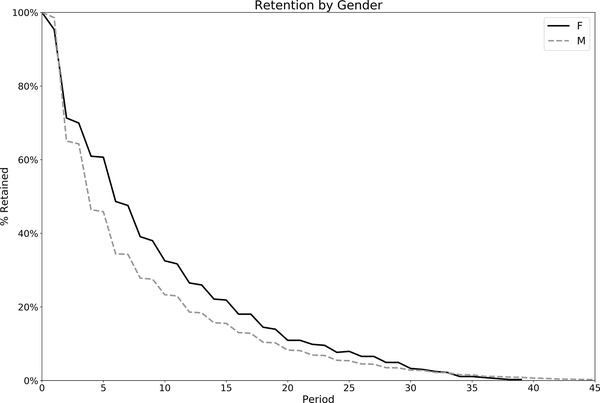 Retention by Gender
100%
80%
60%
40%
20%
0%
% Retained
F
M
0 5 10 15 20 25 30 35 40 45
Period